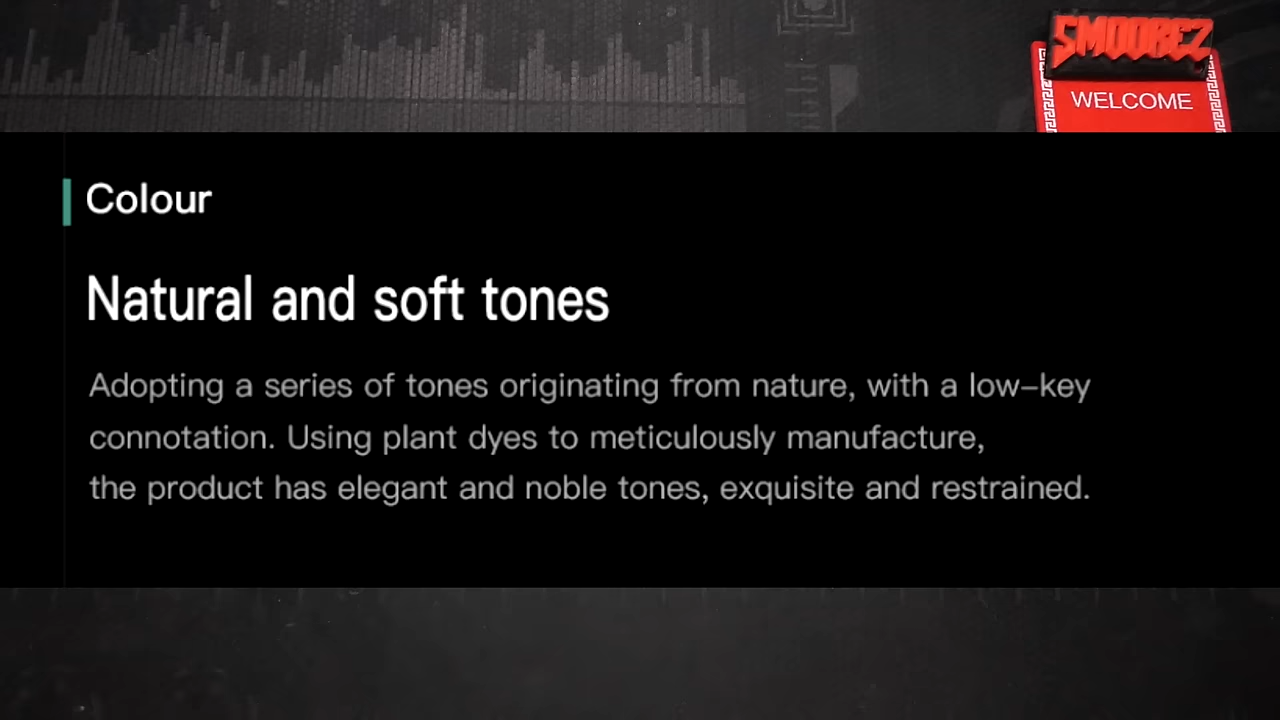 SMOOREZ
WELCOME
Colour
Natural and soft tones
Adopting a series of tones originating from nature, with a low–key
connotation. Using plant dyes to meticulously manufacture,
the product has elegant and noble tones, exquisite and restrained.